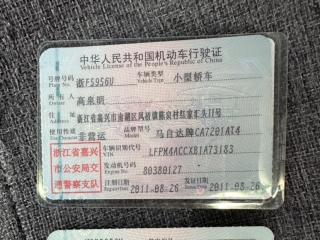 中华人民共和国机动车行驶证
Vehicle License of the People's Republic of China
号牌号码 浙F5956U 车辆类型 小型轿车
Plate No. Vehicle Type
所有人 高泉明
Owner
住址 浙江省嘉兴市南湖区凤桥镇陈良村
Address
使用性质 非营运 品牌型号 马自达牌CA7201AT4
Use Character Model
浙江省嘉兴市公安局交通警察支队
车辆识别代号 LFPM4ACCXB1A73183
VIN
发动机号码 80380127
Engine No.
注册日期 2011-08-26 发证日期 2011-08-26
Register Date Issue Date